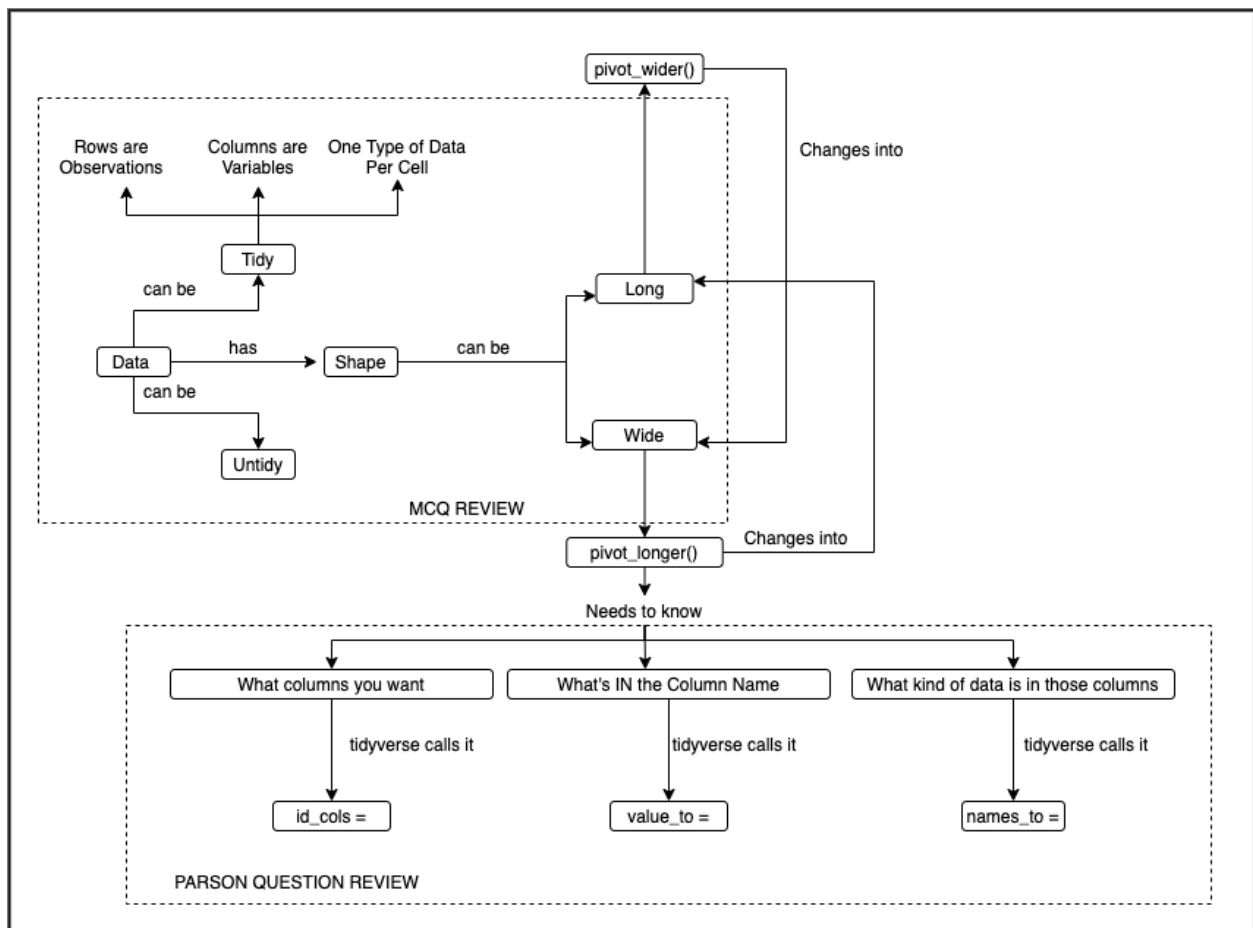 pivot_wider()
Changes into
Rows are
Observations
Columns are
Variables
One Type of Data
Per Cell
Tidy
can be
Long
Data
has
Shape
can be
can be
Wide
Untidy
MCQ REVIEW
pivot_longer()
Changes into
Needs to know
What columns you want
What's IN the Column Name
What kind of data is in those columns
tidyverse calls it
tidyverse calls it
tidyverse calls it
id_cols =
value_to =
names_to =
PARSON QUESTION REVIEW